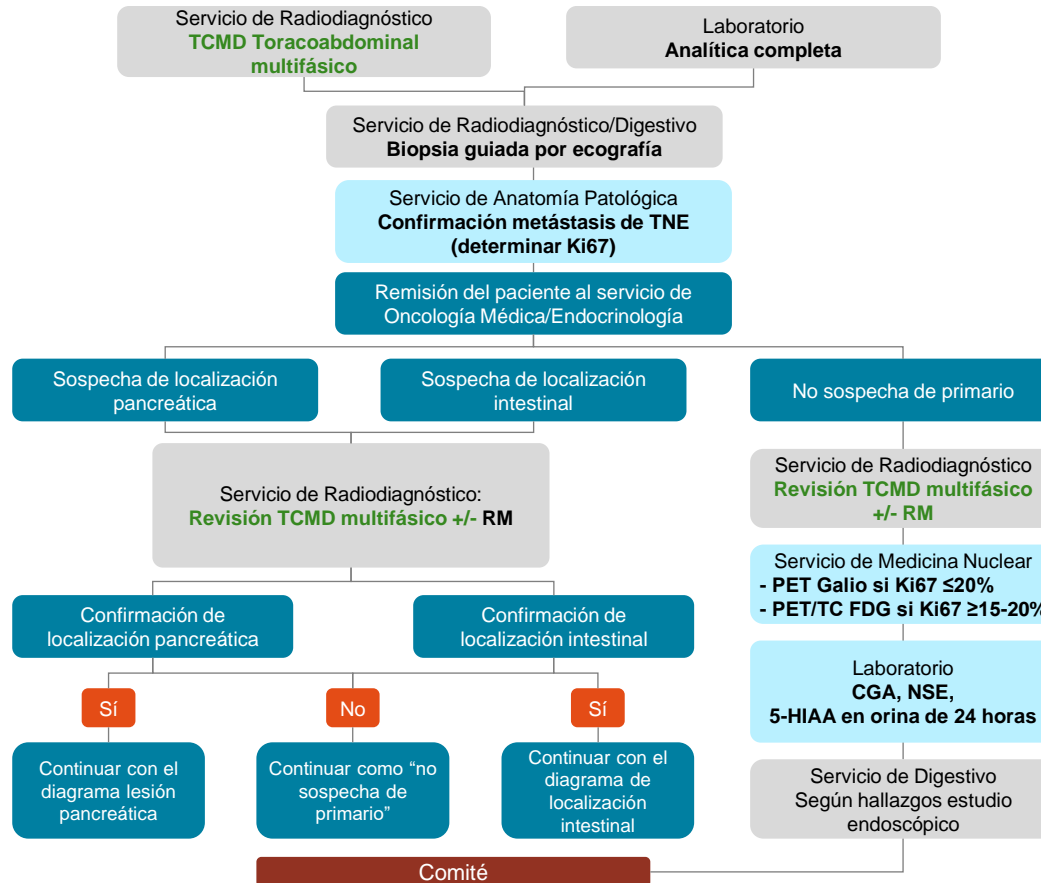 Servicio de Radiodiagnóstico
TCMD Toracoabdominal
multifásico
Laboratorio
Analítica completa
Servicio de Radiodiagnóstico/Digestivo
Biopsia guiada por ecografía
Servicio de Anatomía Patológica
Confirmación metástasis de TNE
(determinar Ki67)
Remisión del paciente al servicio de
Oncología Médica/Endocrinología
Sospecha de localización
pancreática
Sospecha de localización
intestinal
No sospecha de primario
Servicio de Radiodiagnóstico:
Revisión TCMD multifásico +/- RM
Servicio de Radiodiagnóstico
Revisión TCMD multifásico
+/- RM
Servicio de Medicina Nuclear
- PET Galio si Ki67 ≤20%
- PET/TC FDG si Ki67 ≥15-20%
Confirmación de
localización pancreática
Confirmación de
localización intestinal
Laboratorio
CGA, NSE,
5-HIAA en orina de 24 horas
Sí
No
Sí
Continuar con el
diagrama lesión
pancreática
Continuar como “no
sospecha de
primario”
Continuar con el
diagrama de
localización
intestinal
Servicio de Digestivo
Según hallazgos estudio
endoscópico
Comité